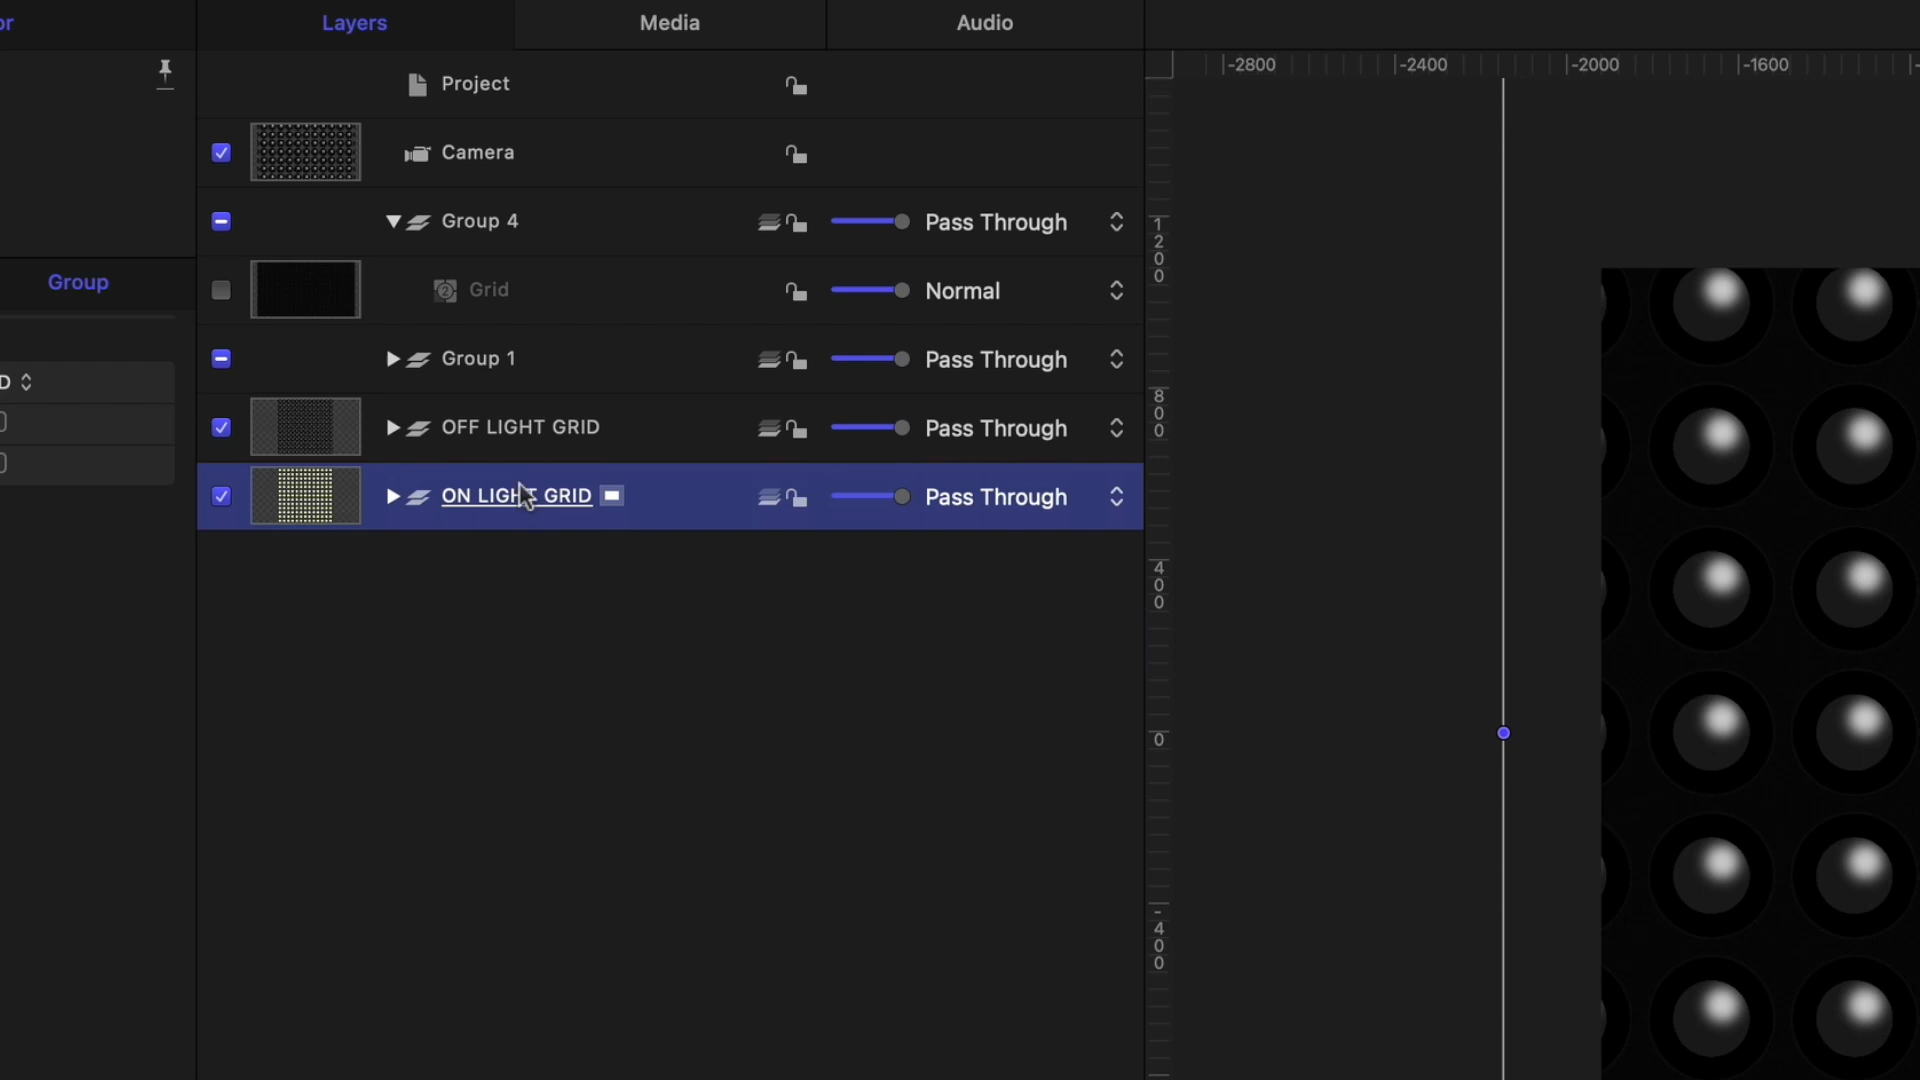 or
Layers
Media
Audio
-2800
-2400
-2000
-1600
Project
Camera
Group 4
Pass Through
1200
Group
Grid
Normal
Group 1
Pass Through
D
800
OFF LIGHT GRID
Pass Through
ON LIGHT GRID
Pass Through
400
0
-400